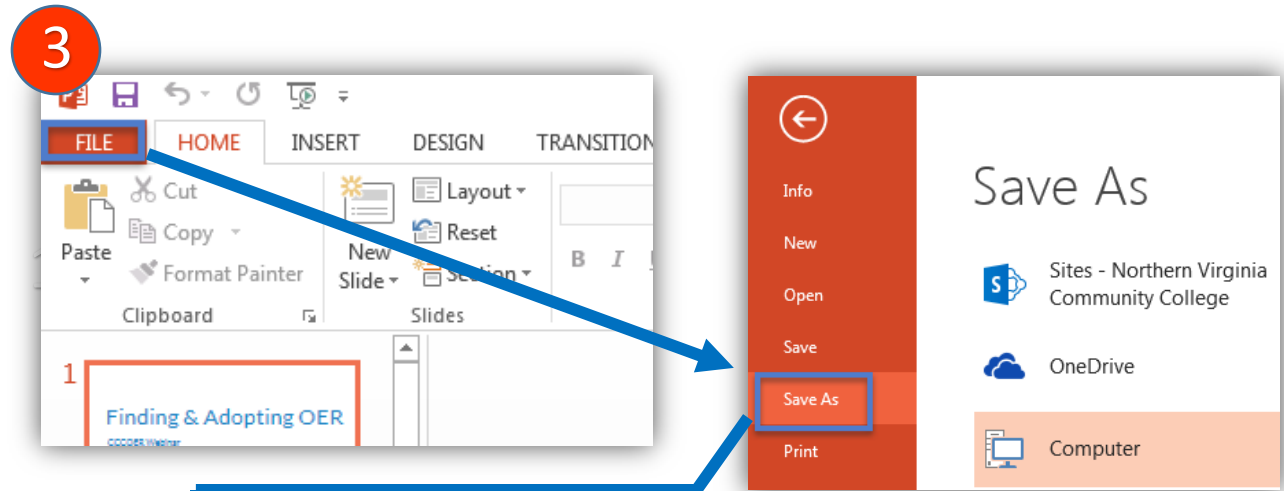 3
FILE HOME INSERT DESIGN TRANSITION
Cut
Copy
Format Painter
Paste
Clipboard
New
Slide
Layout
Reset
Section
Slides
B I U
1
Finding & Adopting OER
CCCOER Webinar
Info
New
Open
Save
Save As
Print
Save As
Sites - Northern Virginia
Community College
OneDrive
Computer